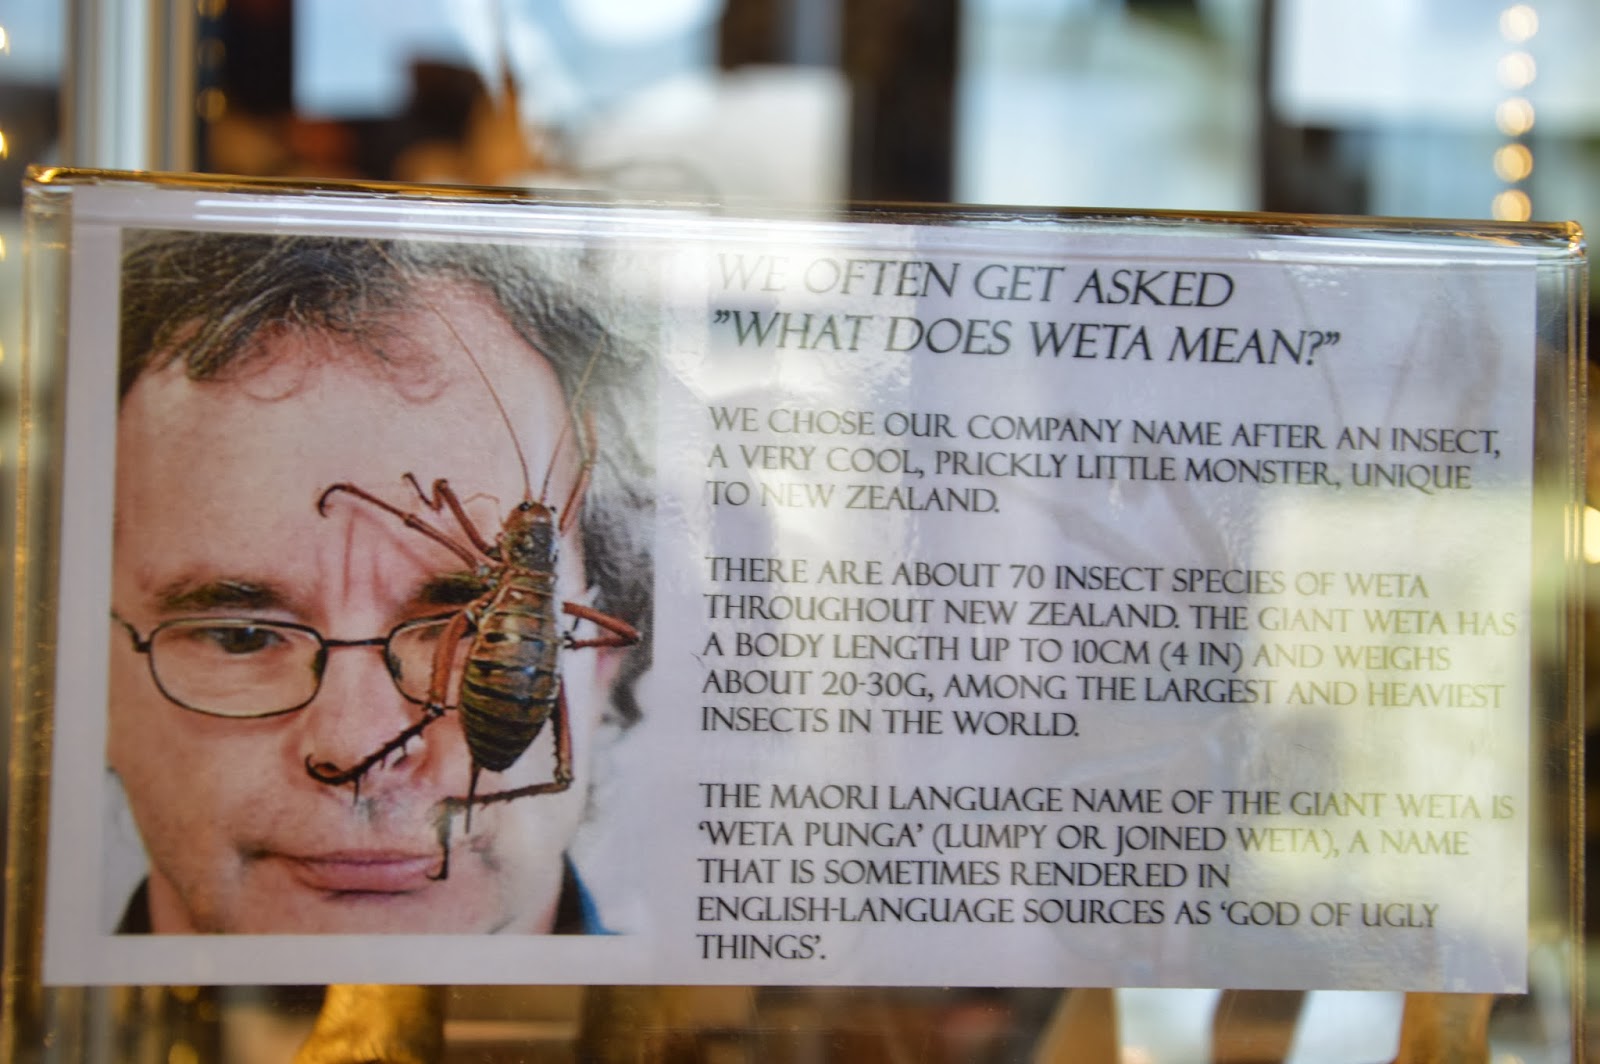 WE OFTEN GET ASKED
"WHAT DOES WETA MEAN?"
WE CHOSE OUR COMPANY NAME AFTER AN INSECT,
A VERY COOL, PRICKLY LITTLE MONSTER, UNIQUE
TO NEW ZEALAND.
THERE ARE ABOUT 70 INSECT SPECIES OF WETA
THROUGHOUT NEW ZEALAND. THE GIANT WETA HAS
A BODY LENGTH UP TO 10CM (4 IN) AND WEIGHS
ABOUT 20-30G, AMONG THE LARGEST AND HEAVIEST
INSECTS IN THE WORLD.
THE MAORI LANGUAGE NAME OF THE GIANT WETA IS
'WETA PUNGA' (LUMPY OR JOINED WETA), A NAME
THAT IS SOMETIMES RENDERED IN
ENGLISH-LANGUAGE SOURCES AS 'GOD OF UGLY
THINGS'.